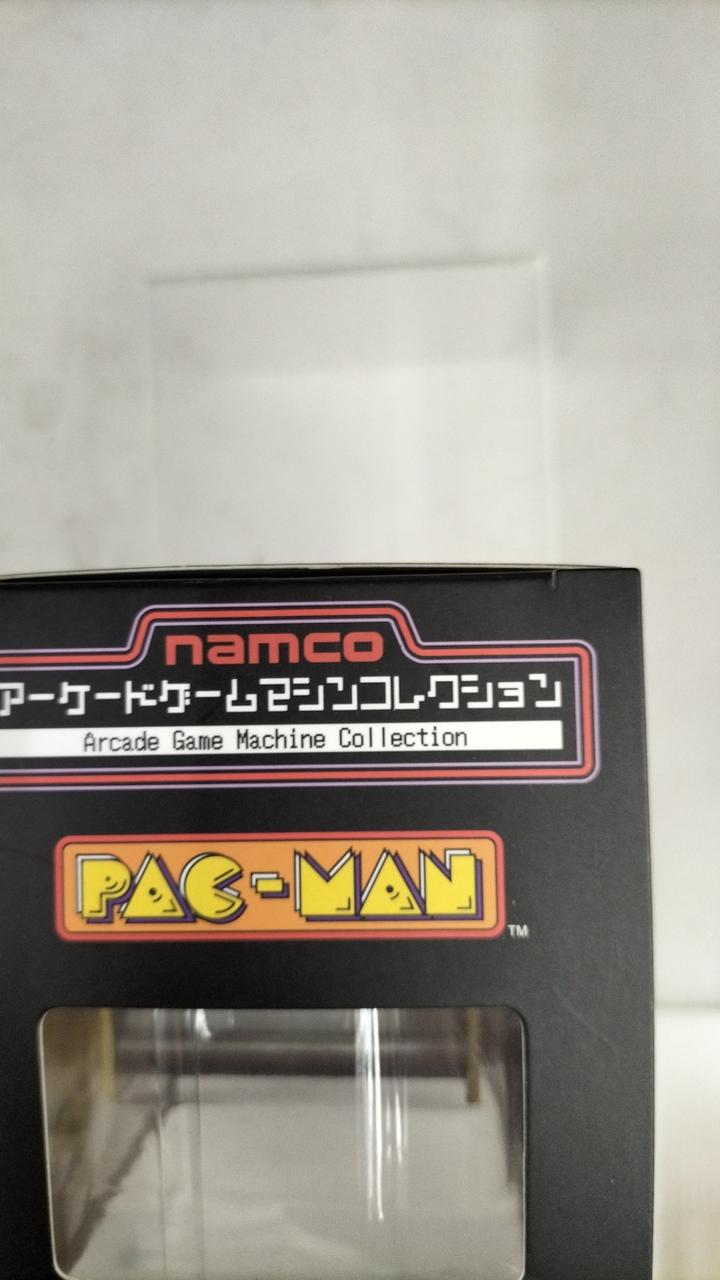 namco
アーケードゲームマシンコレクション
Arcade Game Machine Collection
PAC-MAN
TM